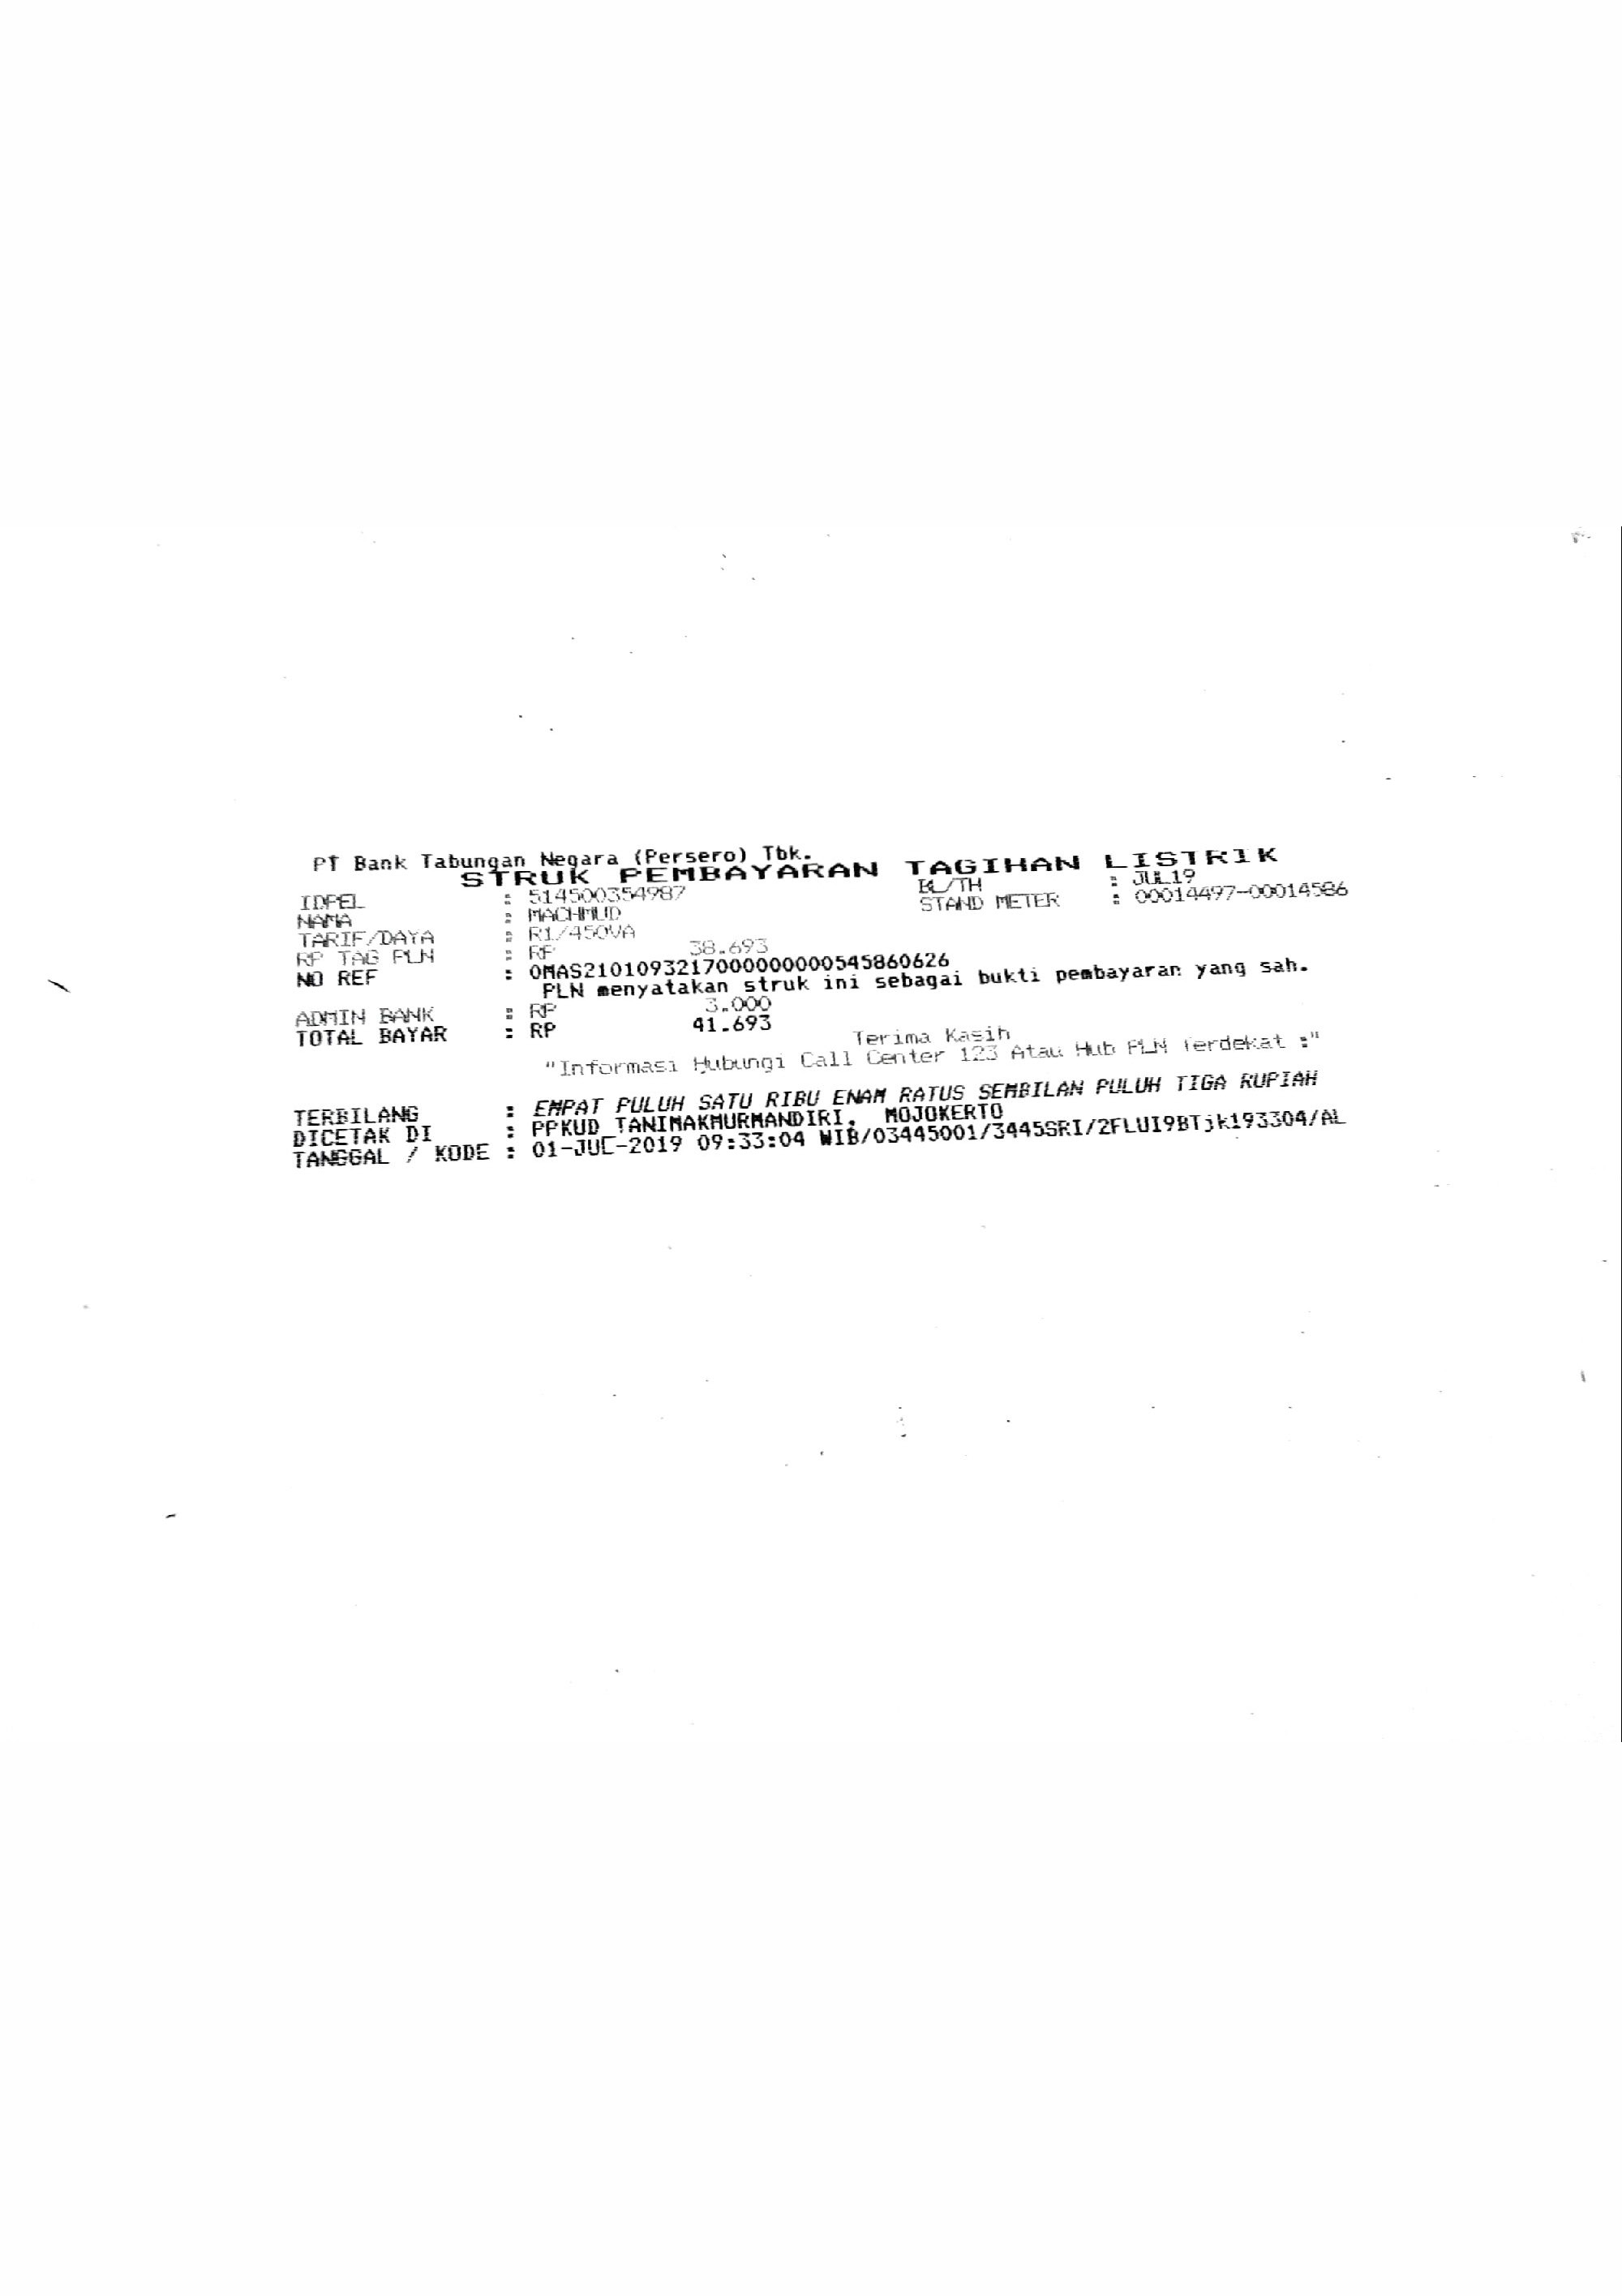 PT Bank Tabungan Negara (Persero) Tbk.
STRUK PEMBAYARAN TAGIHAN LISTRIK
IDPEL : 514500354987 BL/TH : JUL19
NAMA : MACHMUD STAND METER : 00014497-00014586
TARIF/DAYA : R1/450VA
RP TAG PLN : RP 38.693
NO REF : 0MAS21010932170000000000545860626
PLN menyatakan struk ini sebagai bukti pembayaran yang sah.
ADMIN BANK : RP 3.000
TOTAL BAYAR : RP 41.693
Terima Kasih
"Informasi Hubungi Call Center 123 Atau Hub PLN Terdekat :"
TERBILANG : EMPAT PULUH SATU RIBU ENAM RATUS SEMBILAN PULUH TIGA RUPIAH
DICETAK DI : PPKUD TANIMAKMURMANDIRI, MOJOKERTO
TANGGAL / KODE : 01-JUL-2019 09:33:04 WIB/03445001/3445SRI/2FLUI9BTjk193304/AL